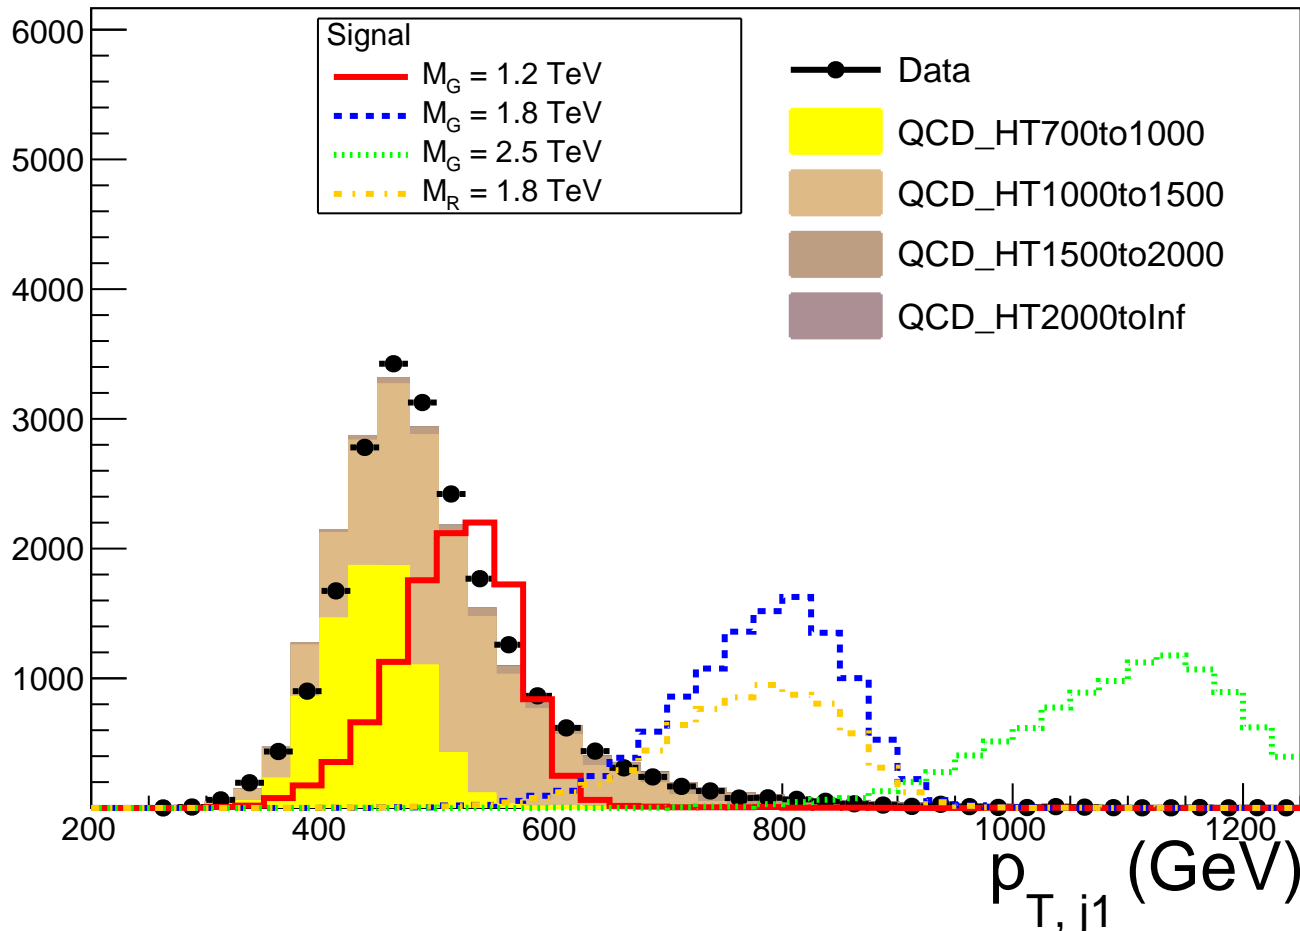 6000
5000
4000
3000
2000
1000
Signal
M_G = 1.2 TeV
M_G = 1.8 TeV
M_G = 2.5 TeV
M_R = 1.8 TeV
Data
QCD_HT700to1000
QCD_HT1000to1500
QCD_HT1500to2000
QCD_HT2000toInf
200 400 600 800 1000 1200
p_T, j1 (GeV)